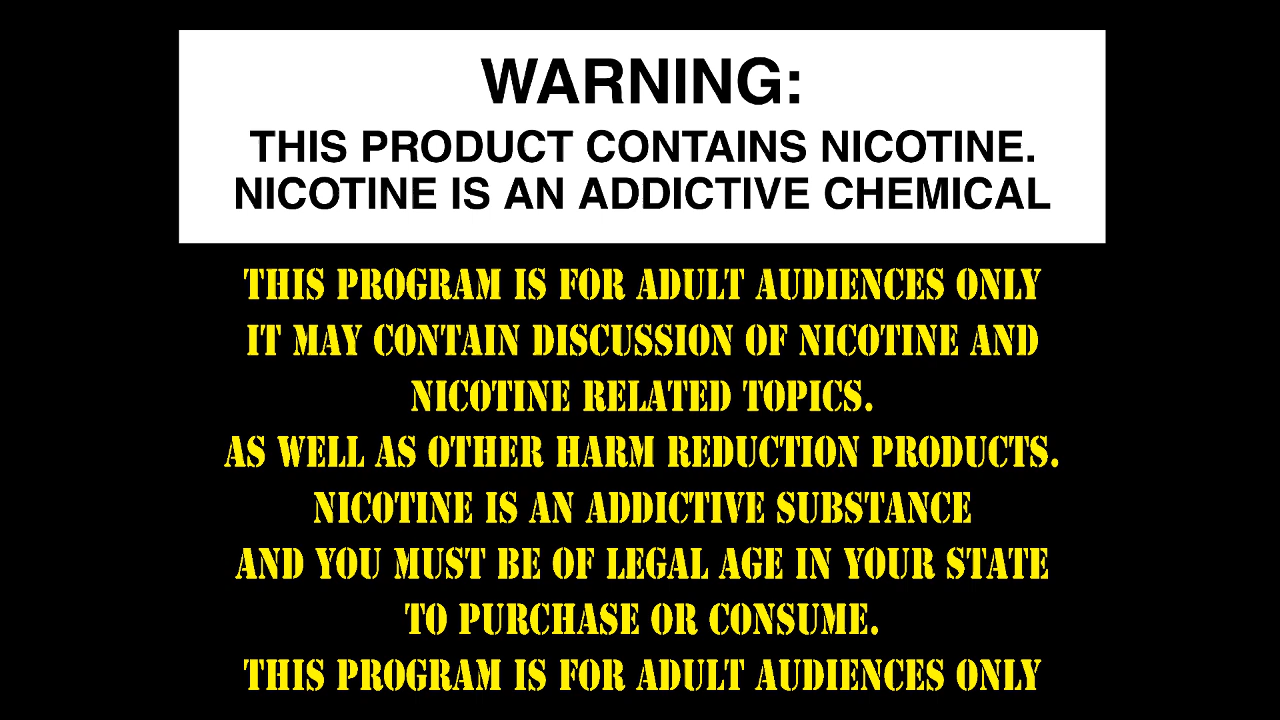 WARNING:
THIS PRODUCT CONTAINS NICOTINE.
NICOTINE IS AN ADDICTIVE CHEMICAL
THIS PROGRAM IS FOR ADULT AUDIENCES ONLY
IT MAY CONTAIN DISCUSSION OF NICOTINE AND
NICOTINE RELATED TOPICS.
AS WELL AS OTHER HARM REDUCTION PRODUCTS.
NICOTINE IS AN ADDICTIVE SUBSTANCE
AND YOU MUST BE OF LEGAL AGE IN YOUR STATE
TO PURCHASE OR CONSUME.
THIS PROGRAM IS FOR ADULT AUDIENCES ONLY